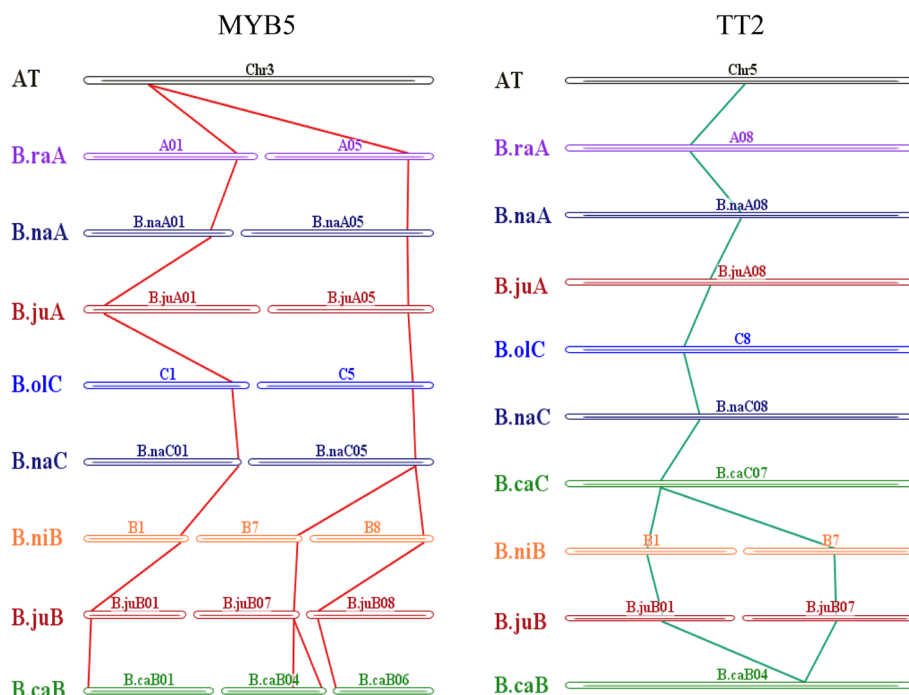 MYB5
AT
Chr3
B.raA
A01 A05
B.naA
B.naA01 B.naA05
B.juA
B.juA01 B.juA05
B.olC
C1 C5
B.naC
B.naC01 B.naC05
B.niB
B1 B7 B8
B.juB
B.juB01 B.juB07 B.juB08
B.caB
B.caB01 B.caB04 B.caB06
TT2
AT
Chr5
B.raA
A08
B.naA
B.naA08
B.juA
B.juA08
B.olC
C8
B.naC
B.naC08
B.caC
B.caC07
B.niB
B1 B7
B.juB
B.juB01 B.juB07
B.caB
B.caB04